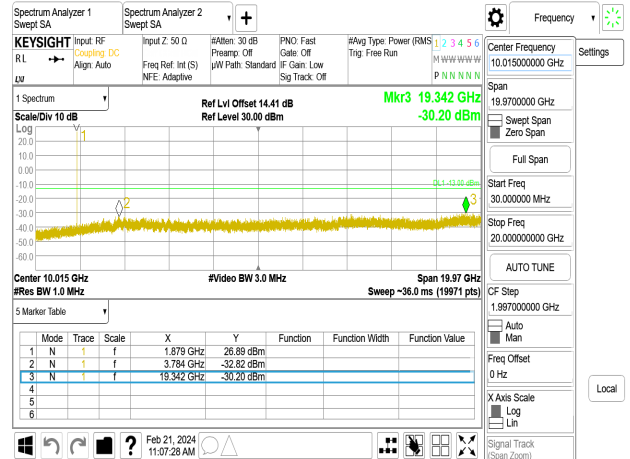 Spectrum Analyzer 1
Swept SA
Spectrum Analyzer 2
Swept SA
Frequency
Settings
KEYSIGHT
RL
Input: RF
Coupling: DC
Align: Auto
Input Z: 50 Ω
Freq Ref: Int (S)
NFE: Adaptive
#Atten: 30 dB
Preamp: Off
µW Path: Standard
PNO: Fast
Gate: Off
IF Gain: Low
Sig Track: Off
#Avg Type: Power (RMS
Trig: Free Run
1 2 3 4 5 6
M W W W W W
P N N N N N
1 Spectrum
Scale/Div 10 dB
Ref Lvl Offset 14.41 dB
Ref Level 30.00 dBm
Mkr3 19.342 GHz
-30.20 dBm
Log
20.0
10.0
0.00
-10.0
-20.0
-30.0
-40.0
-50.0
-60.0
1
2
3
DL1 -13.00 dBm
Center 10.015 GHz
#Res BW 1.0 MHz
#Video BW 3.0 MHz
Span 19.97 GHz
Sweep ~36.0 ms (19971 pts)
5 Marker Table
Mode Trace Scale X Y Function Function Width Function Value
1 N 1 f 1.879 GHz 26.89 dBm
2 N 1 f 3.784 GHz -32.82 dBm
3 N 1 f 19.342 GHz -30.20 dBm
4
5
6
Feb 21, 2024
11:07:28 AM
Center Frequency
10.015000000 GHz
Span
19.9700000 GHz
Swept Span
Zero Span
Full Span
Start Freq
30.000000 MHz
Stop Freq
20.000000000 GHz
AUTO TUNE
CF Step
1.997000000 GHz
Auto
Man
Freq Offset
0 Hz
X Axis Scale
Log
Lin
Signal Track
(Span Zoom)
Local